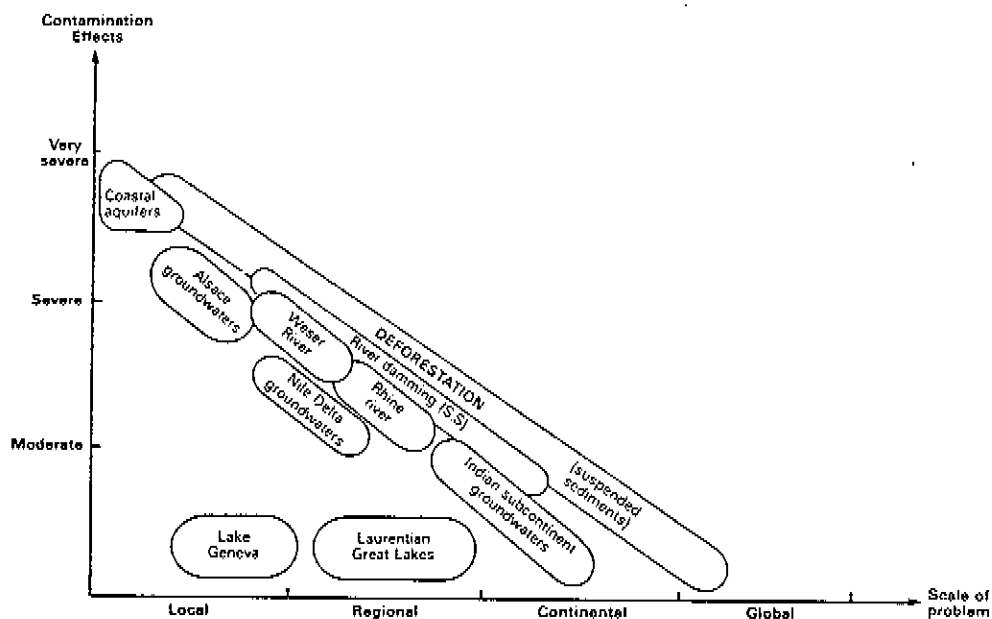 Contamination
Effects
Very
severe
Coastal
aquifers
Alsace
groundwaters
Severe
Weser
River
DEFORESTATION
River damming (S.S)
Nile Delta
groundwaters
Rhine
river
Moderate
(suspended
sediments)
Indian subcontinent
groundwaters
Lake
Geneva
Laurentian
Great Lakes
Local
Regional
Continental
Global
Scale of
problem